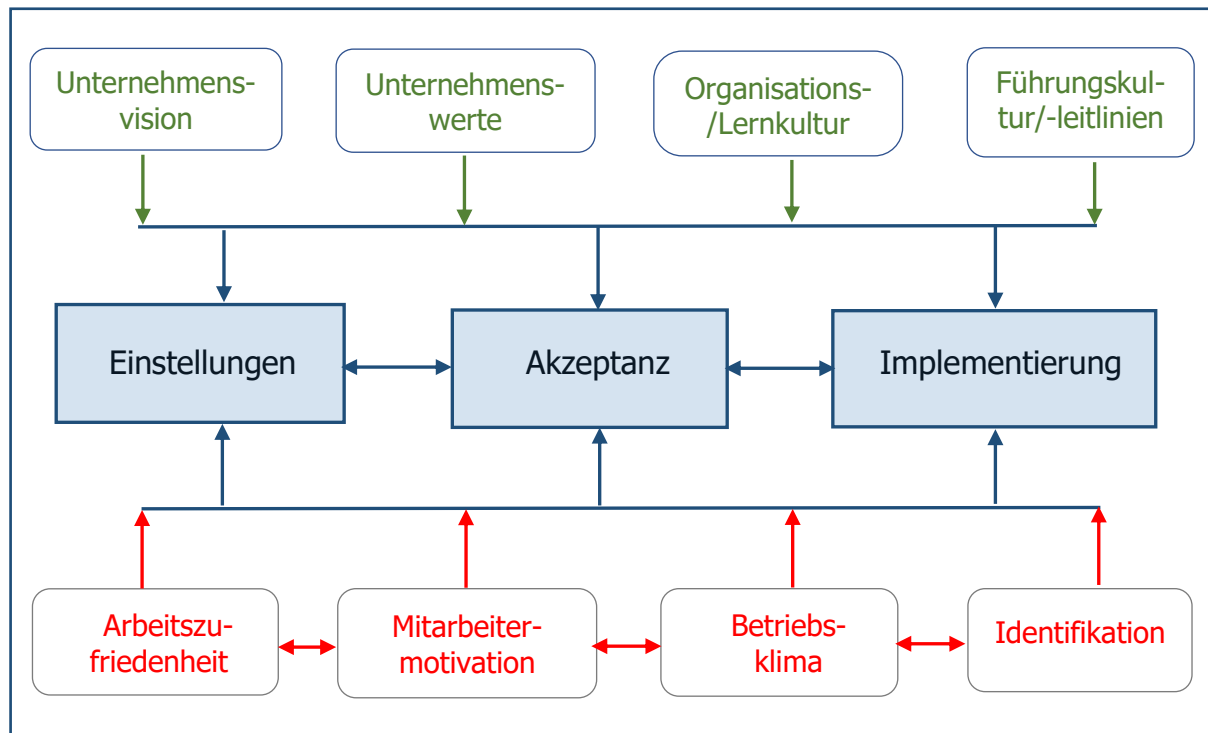 Unternehmens-
vision
Unternehmens-
werte
Organisations-
/Lernkultur
Führungskul-
tur/-leitlinien
Einstellungen
Akzeptanz
Implementierung
Arbeitszu-
friedenheit
Mitarbeiter-
motivation
Betriebs-
klima
Identifikation